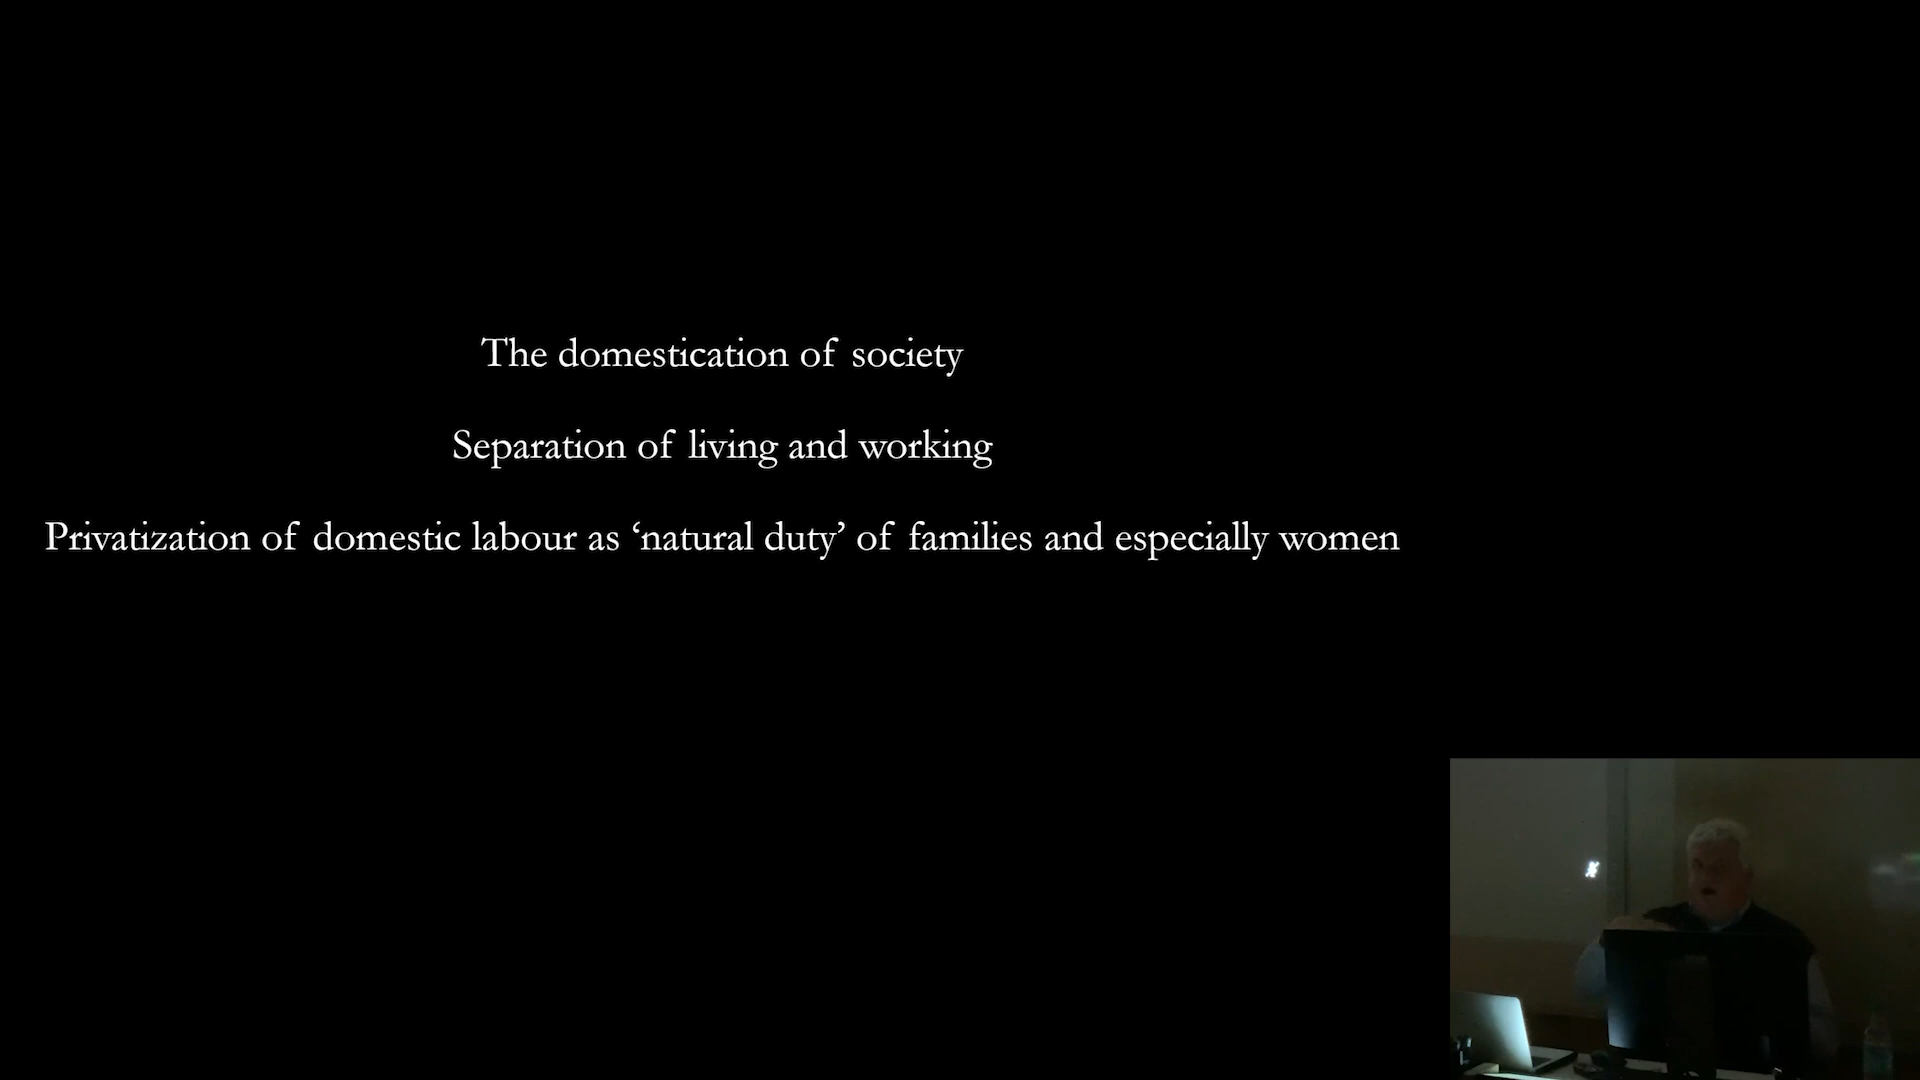 The domestication of society
Separation of living and working
Privatization of domestic labour as ‘natural duty’ of families and especially women